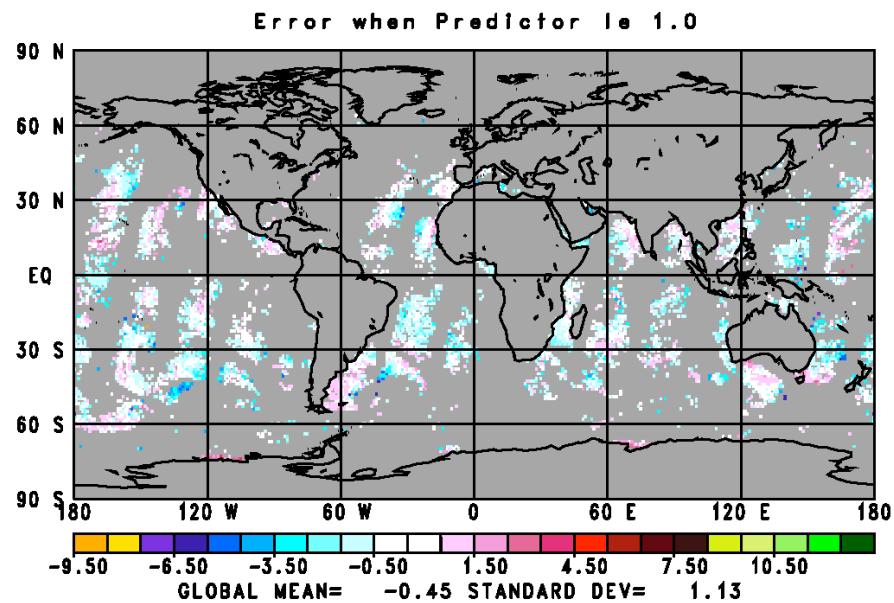 Error when Predictor le 1.0
90 N
60 N
30 N
EQ
30 S
60 S
90 S
180 120 W 60 W 0 60 E 120 E 180
-9.50 -6.50 -3.50 -0.50 1.50 4.50 7.50 10.50
GLOBAL MEAN= -0.45 STANDARD DEV= 1.13